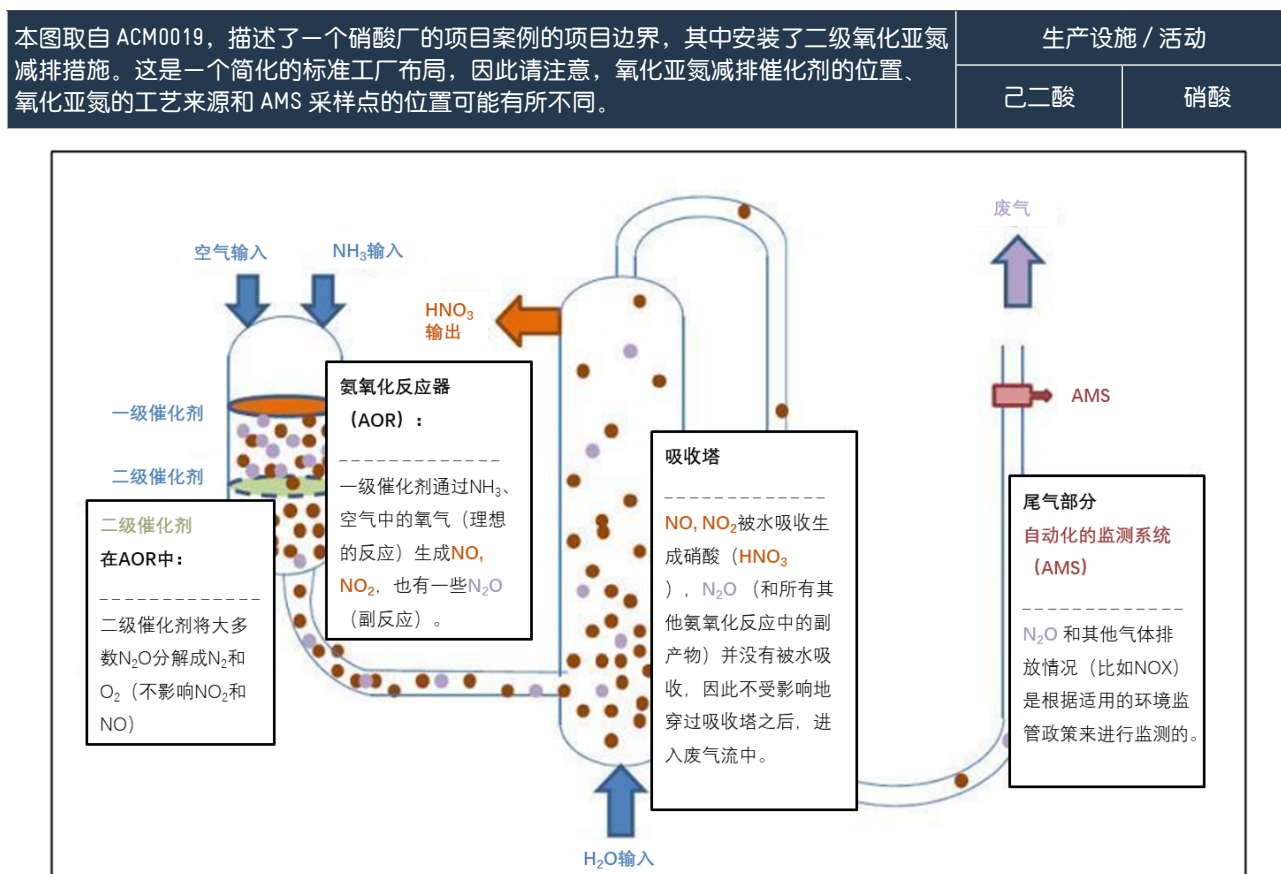 本图取自 ACM0019，描述了一个硝酸厂的项目案例的项目边界，其中安装了二级氧化亚氮
减排措施。这是一个简化的标准工厂布局，因此请注意，氧化亚氮减排催化剂的位置、
氧化亚氮的工艺来源和 AMS 采样点的位置可能有所不同。
生产设施 / 活动
己二酸
硝酸
废气
空气输入
NH₃输入
HNO₃
输出
一级催化剂
二级催化剂
AMS
氨氧化反应器
（AOR）：
一级催化剂通过NH₃、
空气中的氧气（理想
的反应）生成NO,
NO₂，也有一些N₂O
（副反应）。
二级催化剂
在AOR中：
二级催化剂将大多
数N₂O分解成N₂和
O₂（不影响NO₂和
NO）
吸收塔
NO, NO₂被水吸收生
成硝酸（HNO₃
），N₂O （和所有其
他氨氧化反应中的副
产物）并没有被水吸
收，因此不受影响地
穿过吸收塔之后，进
入废气流中。
尾气部分
自动化的监测系统
（AMS）
N₂O 和其他气体排
放情况（比如NOX）
是根据适用的环境监
管政策来进行监测的。
H₂O输入